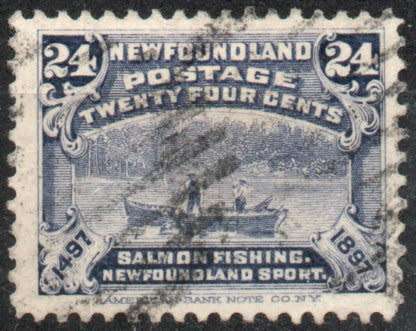 24 NEWFOUNDLAND 24
POSTAGE
TWENTY FOUR CENTS
1497 1897
SALMON FISHING.
NEWFOUNDLAND SPORT.
AMERICAN BANK NOTE CO. N.Y.